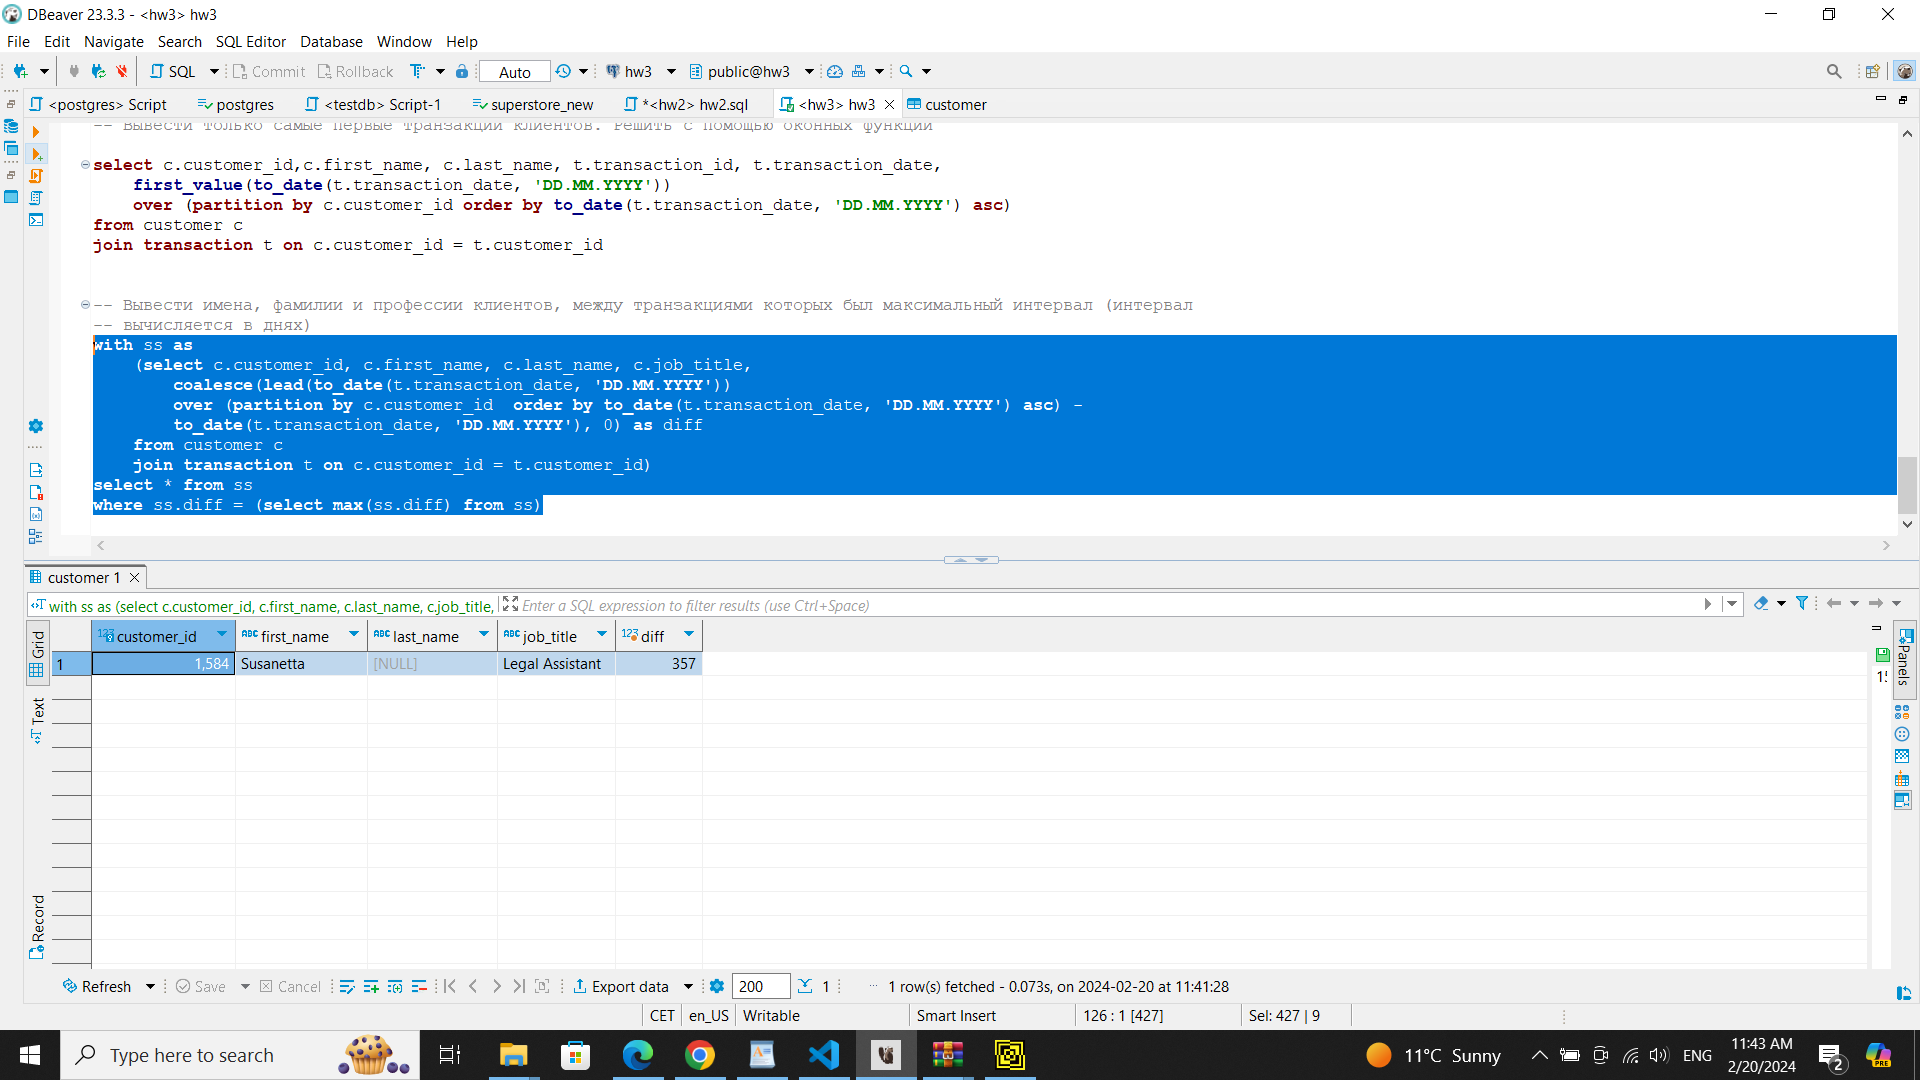 DBeaver 23.3.3 - <hw3> hw3
File Edit Navigate Search SQL Editor Database Window Help
SQL Commit Rollback Auto hw3 public@hw3
<postgres> Script postgres <testdb> Script-1 superstore_new *<hw2> hw2.sql <hw3> hw3 customer
-- Вывести только самые первые транзакции клиентов. Решить с помощью оконных функций
select c.customer_id,c.first_name, c.last_name, t.transaction_id, t.transaction_date,
first_value(to_date(t.transaction_date, 'DD.MM.YYYY'))
over (partition by c.customer_id order by to_date(t.transaction_date, 'DD.MM.YYYY') asc)
from customer c
join transaction t on c.customer_id = t.customer_id
-- Вывести имена, фамилии и профессии клиентов, между транзакциями которых был максимальный интервал (интервал
-- вычисляется в днях)
with ss as
(select c.customer_id, c.first_name, c.last_name, c.job_title,
coalesce(lead(to_date(t.transaction_date, 'DD.MM.YYYY'))
over (partition by c.customer_id  order by to_date(t.transaction_date, 'DD.MM.YYYY') asc) -
to_date(t.transaction_date, 'DD.MM.YYYY'), 0) as diff
from customer c
join transaction t on c.customer_id = t.customer_id)
select * from ss
where ss.diff = (select max(ss.diff) from ss)
customer 1
with ss as (select c.customer_id, c.first_name, c.last_name, c.job_title, Enter a SQL expression to filter results (use Ctrl+Space)
Grid
Text
Record
Panels
123 customer_id ABC first_name ABC last_name ABC job_title 123 diff
1 1,584 Susanetta [NULL] Legal Assistant 357
Refresh Save Cancel Export data 200 1 ... 1 row(s) fetched - 0.073s, on 2024-02-20 at 11:41:28
CET en_US Writable Smart Insert 126 : 1 [427] Sel: 427 | 9
Type here to search
11°C Sunny ENG 11:43 AM
2/20/2024
2
PRE